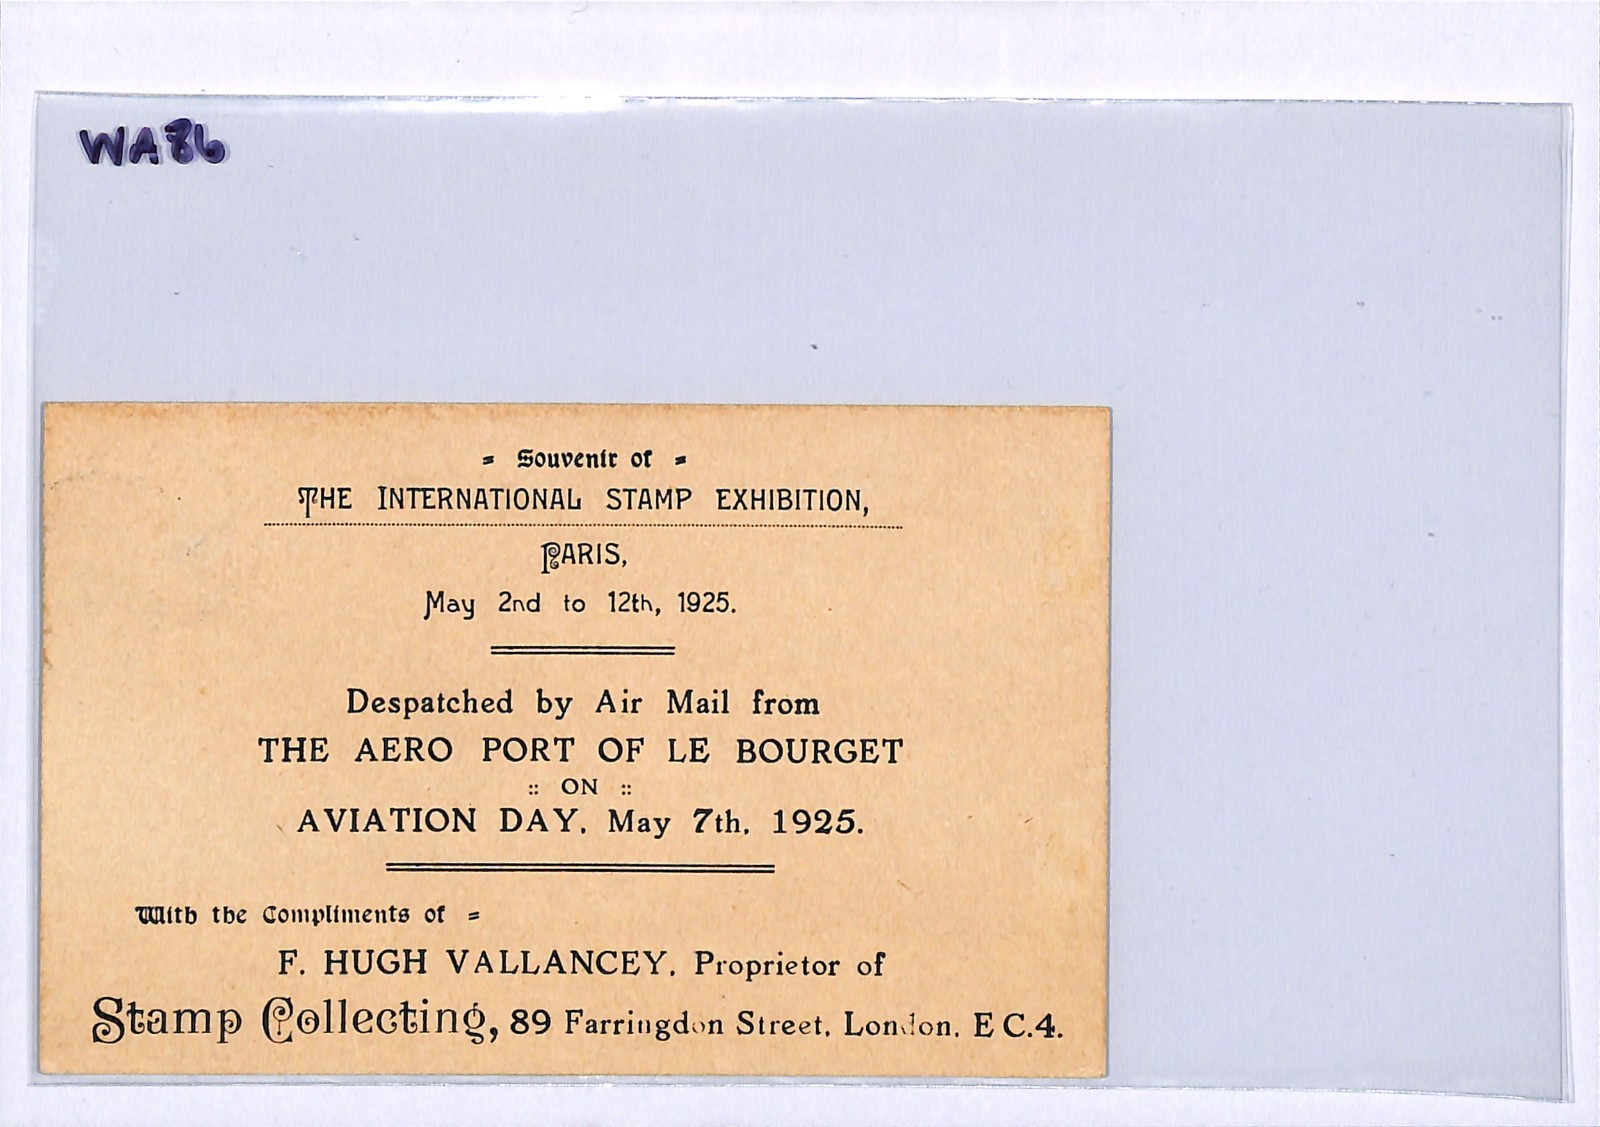 WA86
Souvenir of
THE INTERNATIONAL STAMP EXHIBITION,
PARIS,
May 2nd to 12th, 1925.
Despatched by Air Mail from
THE AERO PORT OF LE BOURGET
:: ON ::
AVIATION DAY, May 7th, 1925.
With the Compliments of
F. HUGH VALLANCEY, Proprietor of
Stamp Collecting, 89 Farringdon Street, London, E C.4.